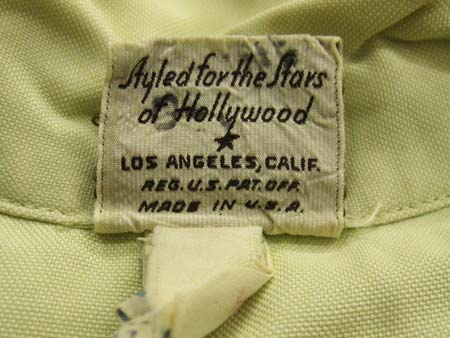 Styled for the Stars
of Hollywood
LOS ANGELES, CALIF.
REG. U.S. PAT. OFF.
MADE IN U.S.A.